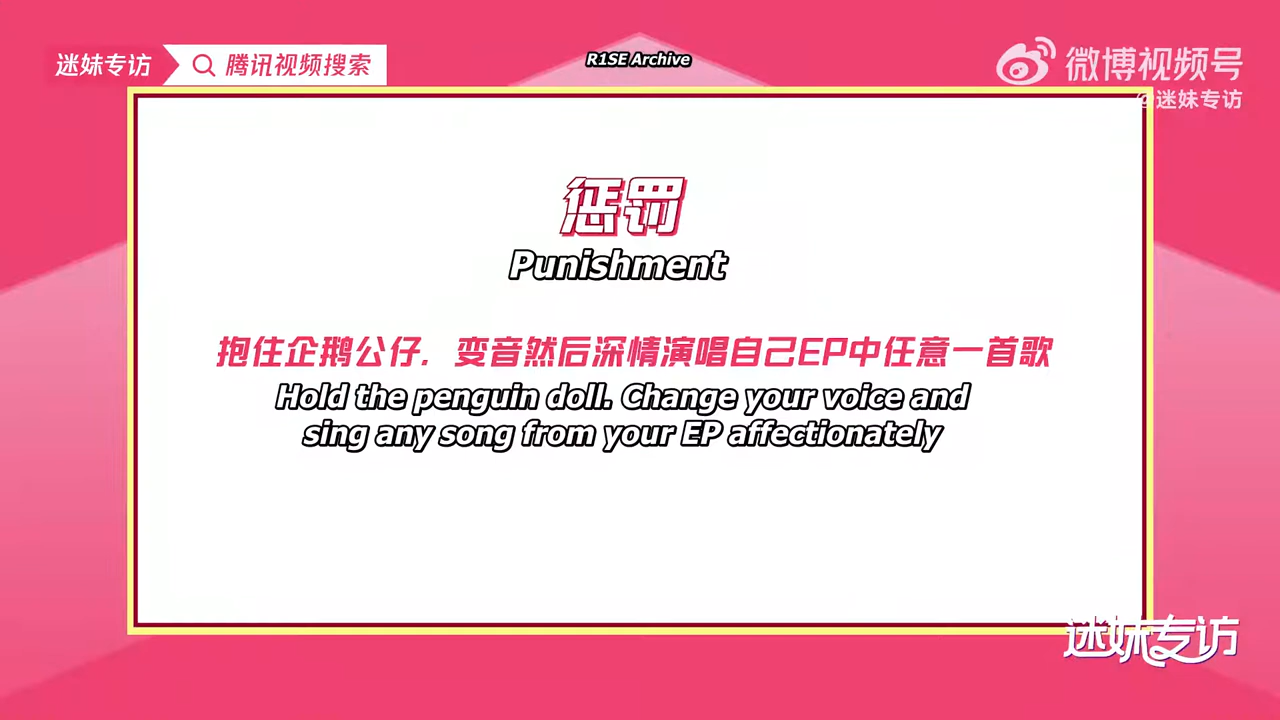 迷妹专访
腾讯视频搜索
R1SE Archive
微博视频号
@迷妹专访
惩罚
Punishment
抱住企鹅公仔，变音然后深情演唱自己EP中任意一首歌
Hold the penguin doll. Change your voice and
sing any song from your EP affectionately
迷妹专访